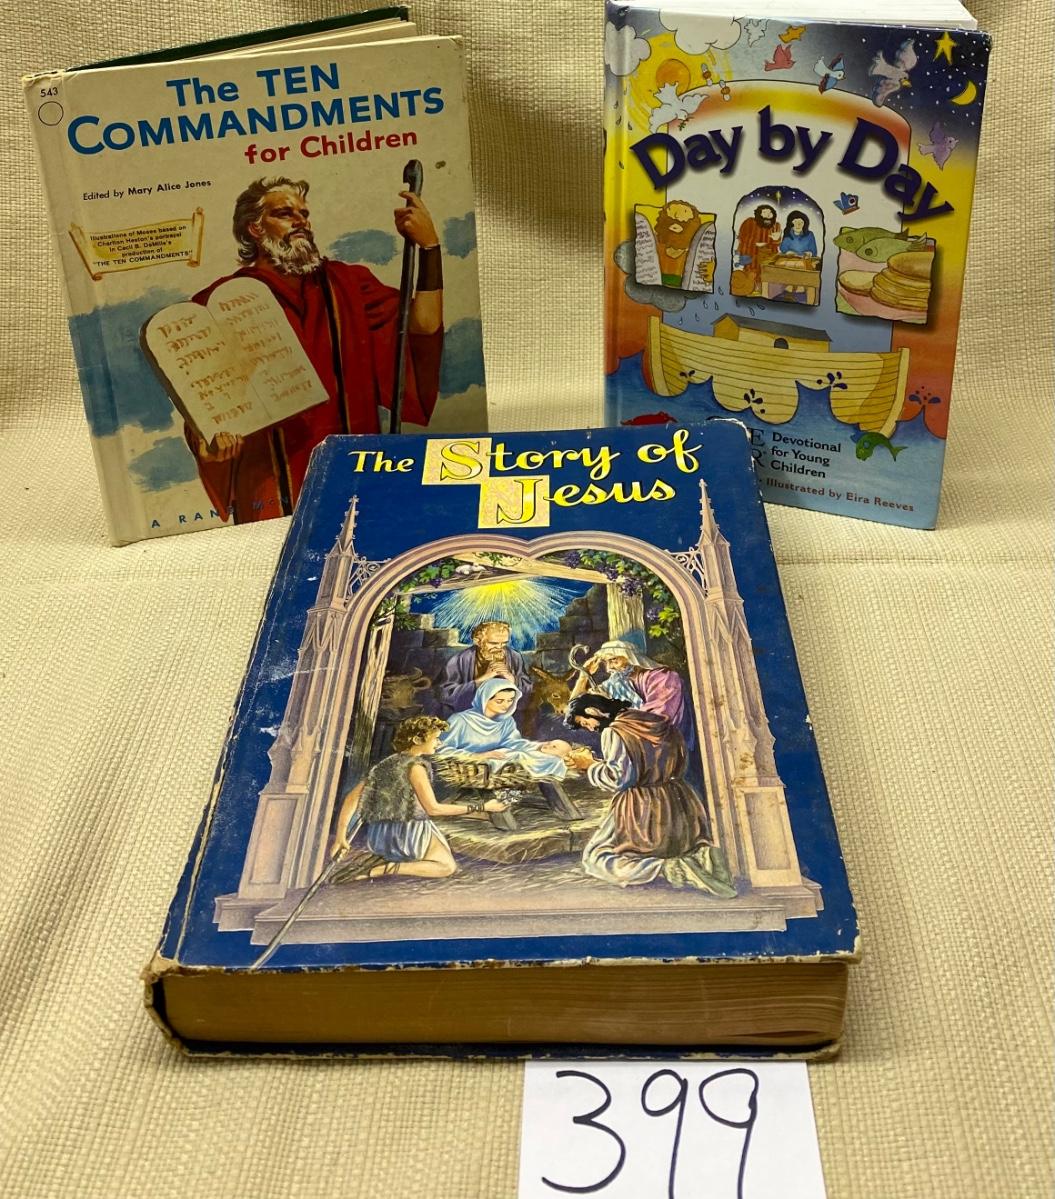 543
The TEN
COMMANDMENTS
for Children
Edited by Mary Alice Jones
Illustrations of Moses based on
Charlton Heston's portrayal
in Cecil B. DeMille's
production of
"THE TEN COMMANDMENTS"
A RAND
Day by Day
Devotional
for Young
Children
Illustrated by Eira Reeves
The Story of
Jesus
399